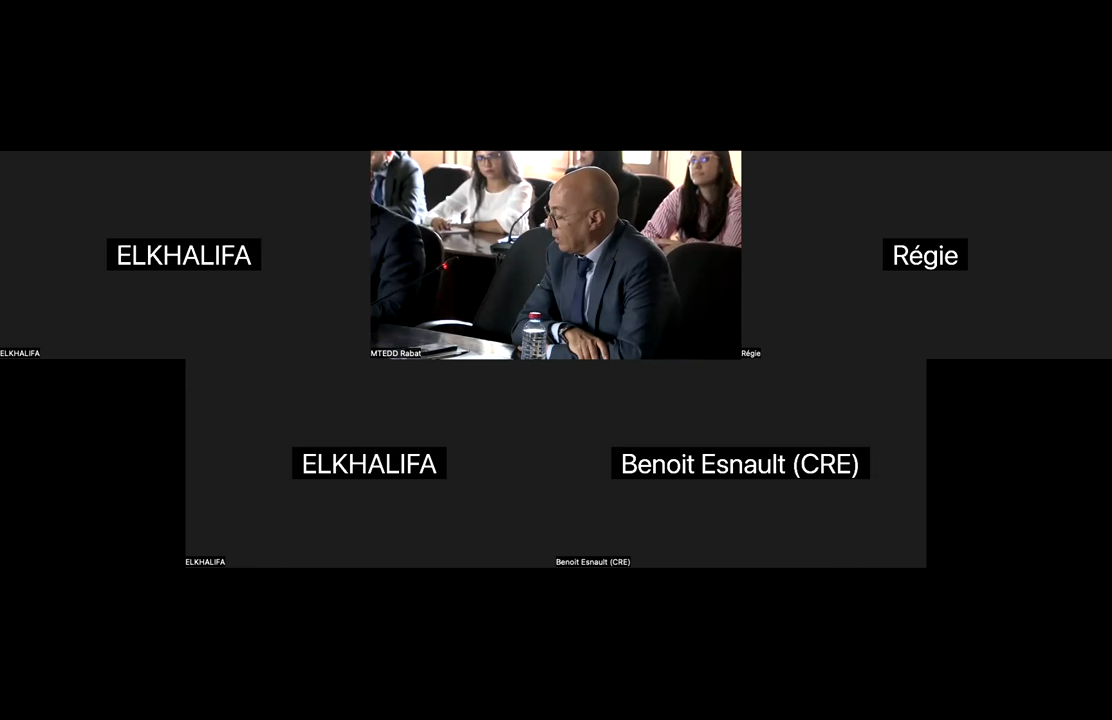 ELKHALIFA
Régie
ELKHALIFA
MTEDD Rabat
Régie
ELKHALIFA
Benoit Esnault (CRE)
ELKHALIFA
Benoit Esnault (CRE)